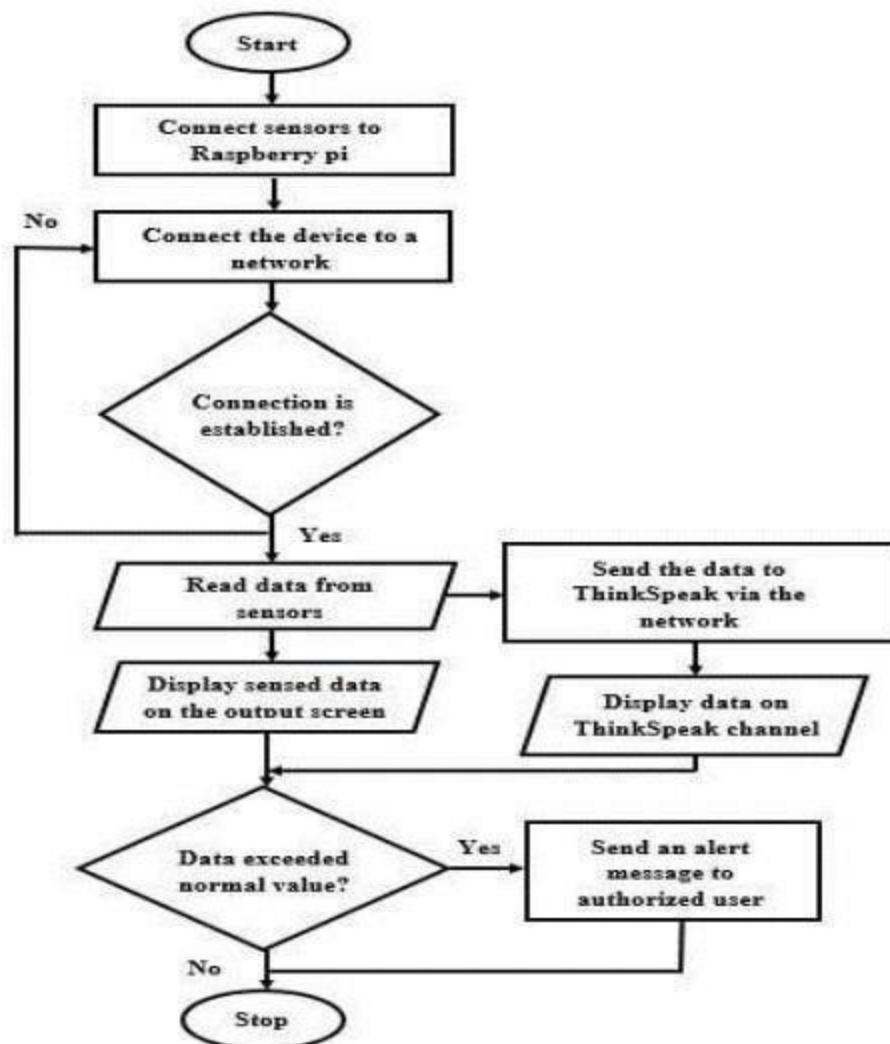 Start
Connect sensors to
Raspberry pi
No
Connect the device to a
network
Connection is
established?
Yes
Read data from
sensors
Send the data to
ThinkSpeak via the
network
Display sensed data
on the output screen
Display data on
ThinkSpeak channel
Data exceeded
normal value?
Yes
Send an alert
message to
authorized user
No
Stop